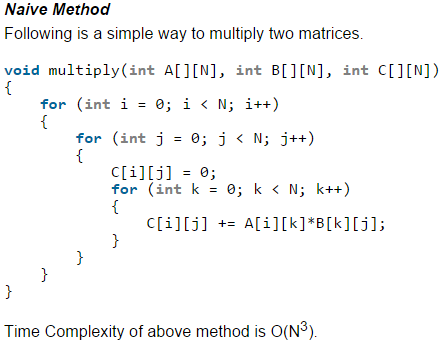 Naive Method
Following is a simple way to multiply two matrices.
void multiply(int A[][N], int B[][N], int C[][N])
{
    for (int i = 0; i < N; i++)
    {
        for (int j = 0; j < N; j++)
        {
            C[i][j] = 0;
            for (int k = 0; k < N; k++)
            {
                C[i][j] += A[i][k]*B[k][j];
            }
        }
    }
}
Time Complexity of above method is O(N³).